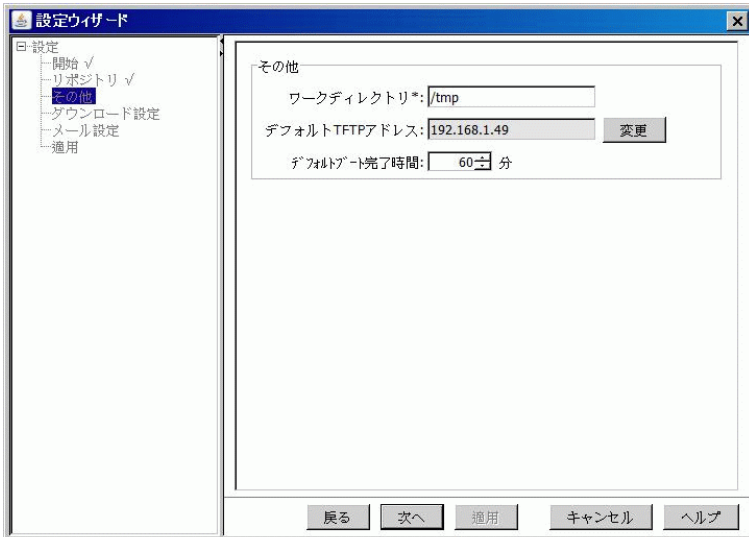 設定ウィザード
設定
開始 √
リポジトリ √
その他
ダウンロード設定
メール設定
適用
その他
ワークディレクトリ*: /tmp
デフォルトTFTPアドレス: 192.168.1.49 変更
ﾃﾞﾌｫﾙﾄﾌﾞｰﾄ完了時間: 60 分
戻る 次へ 適用 キャンセル ヘルプ